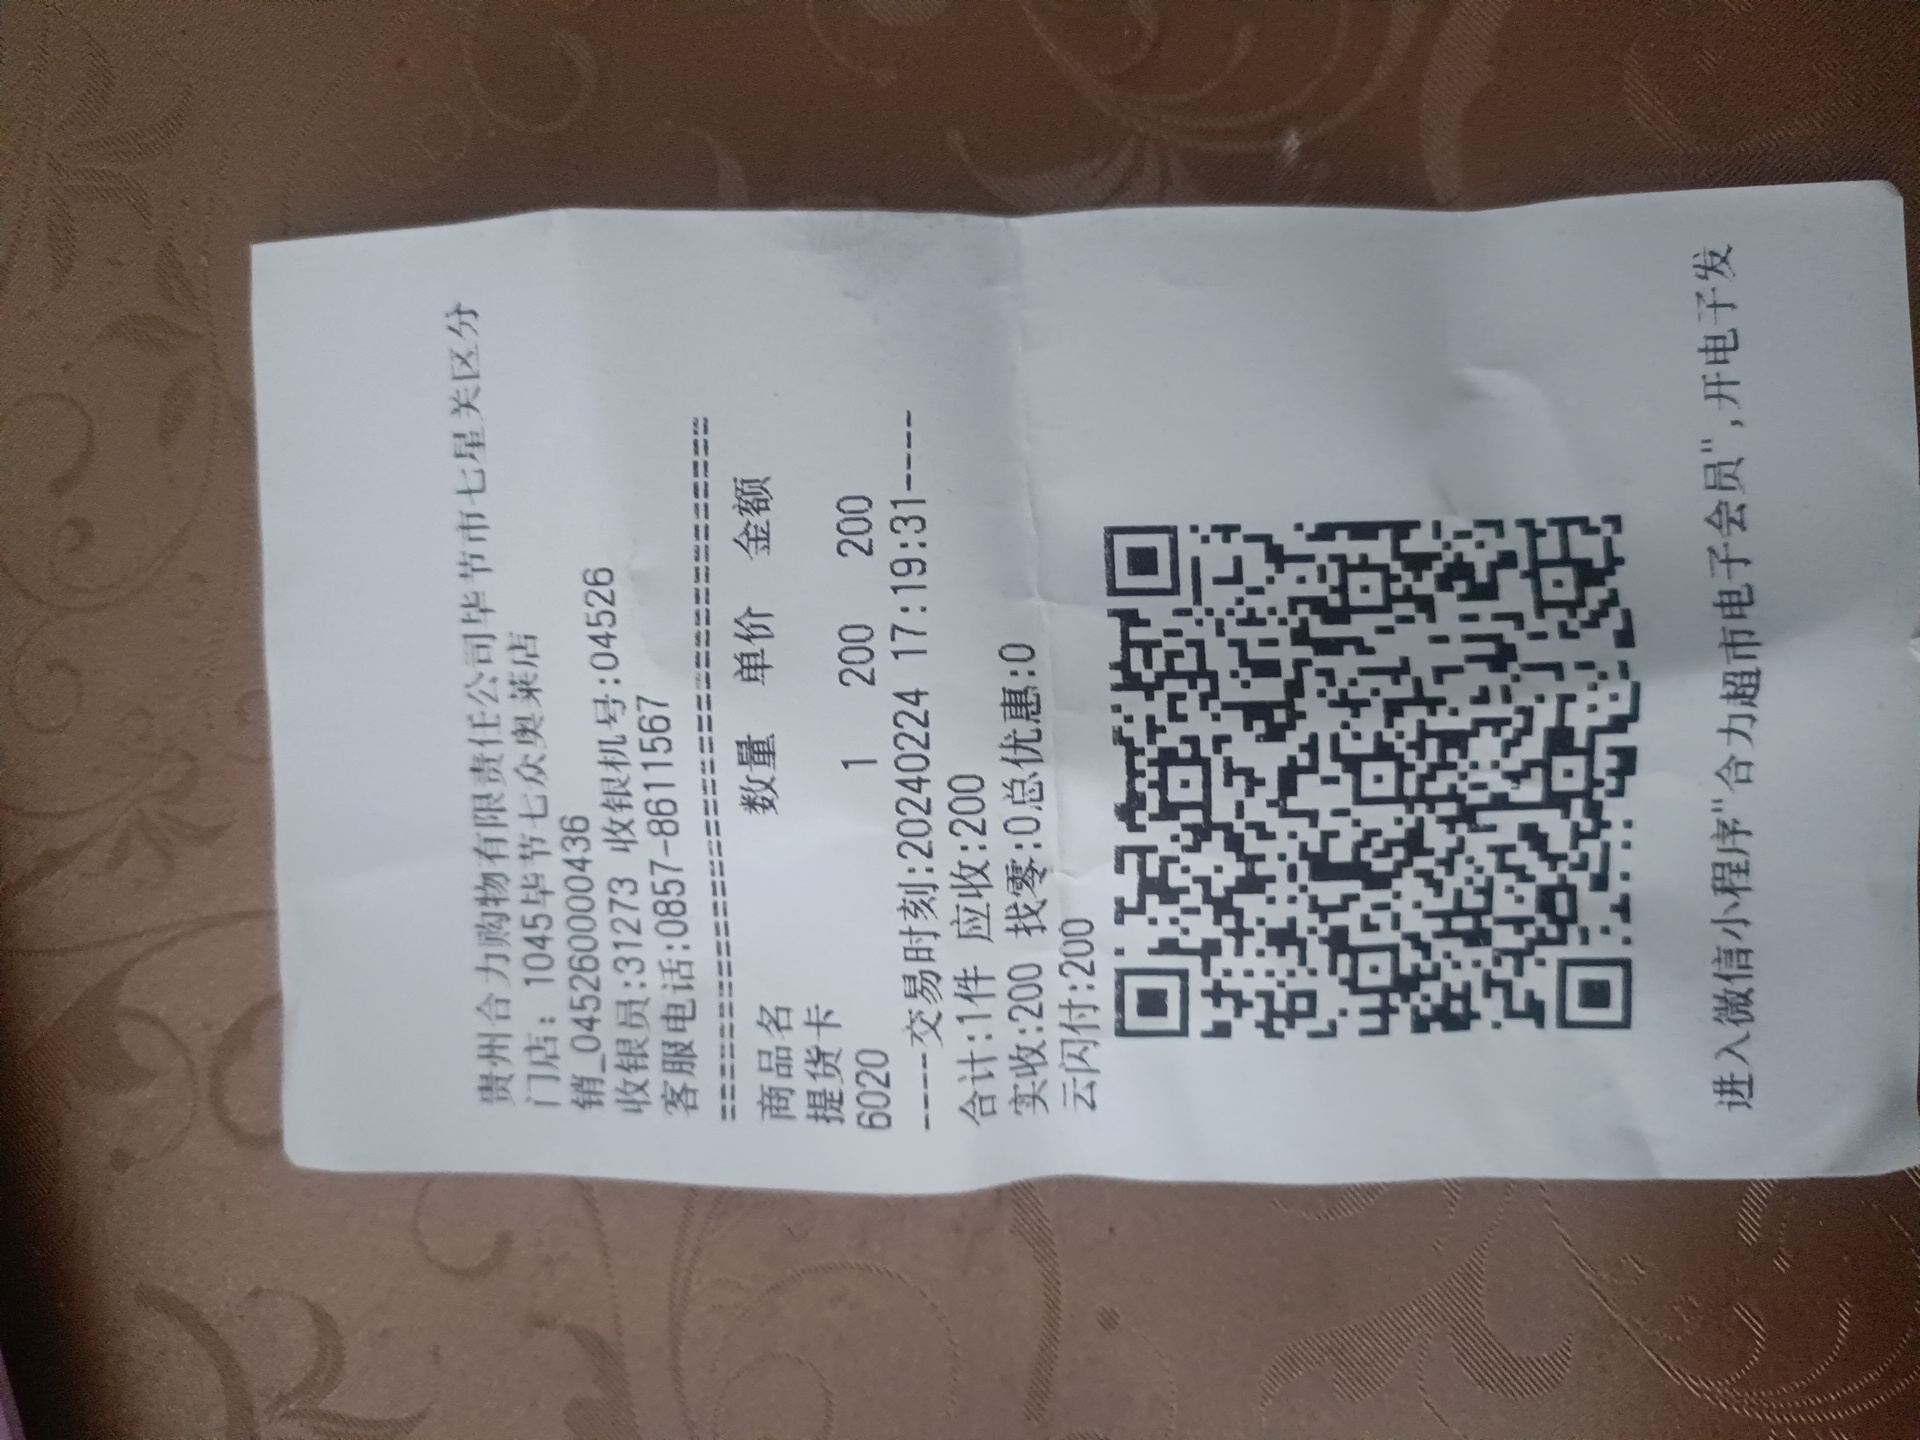 贵州合力购物有限责任公司毕节市七星关区分
门店: 1045毕节七众奥莱店
销_045260000436
收银员:31273 收银机号:04526
客服电话:0857-8611567
================================================
商品名 数量 单价 金额
提货卡
6020 1 200 200
-----交易时刻:20240224 17:19:31----
合计:1件 应收:200
实收:200 找零:0总优惠:0
云闪付:200
进入微信小程序"合力超市电子会员",开电子发